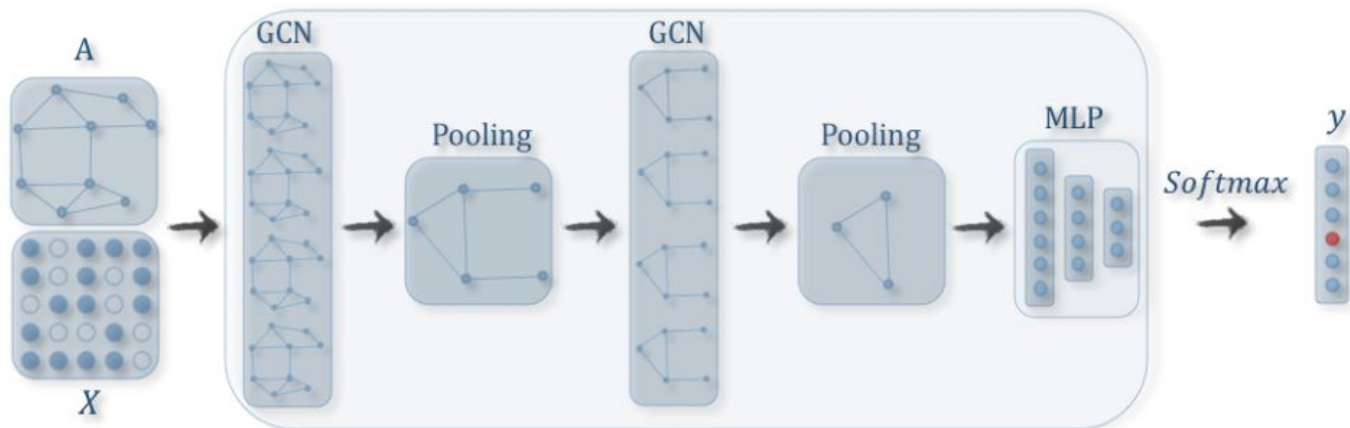 A
X
GCN
Pooling
GCN
Pooling
MLP
Softmax
y